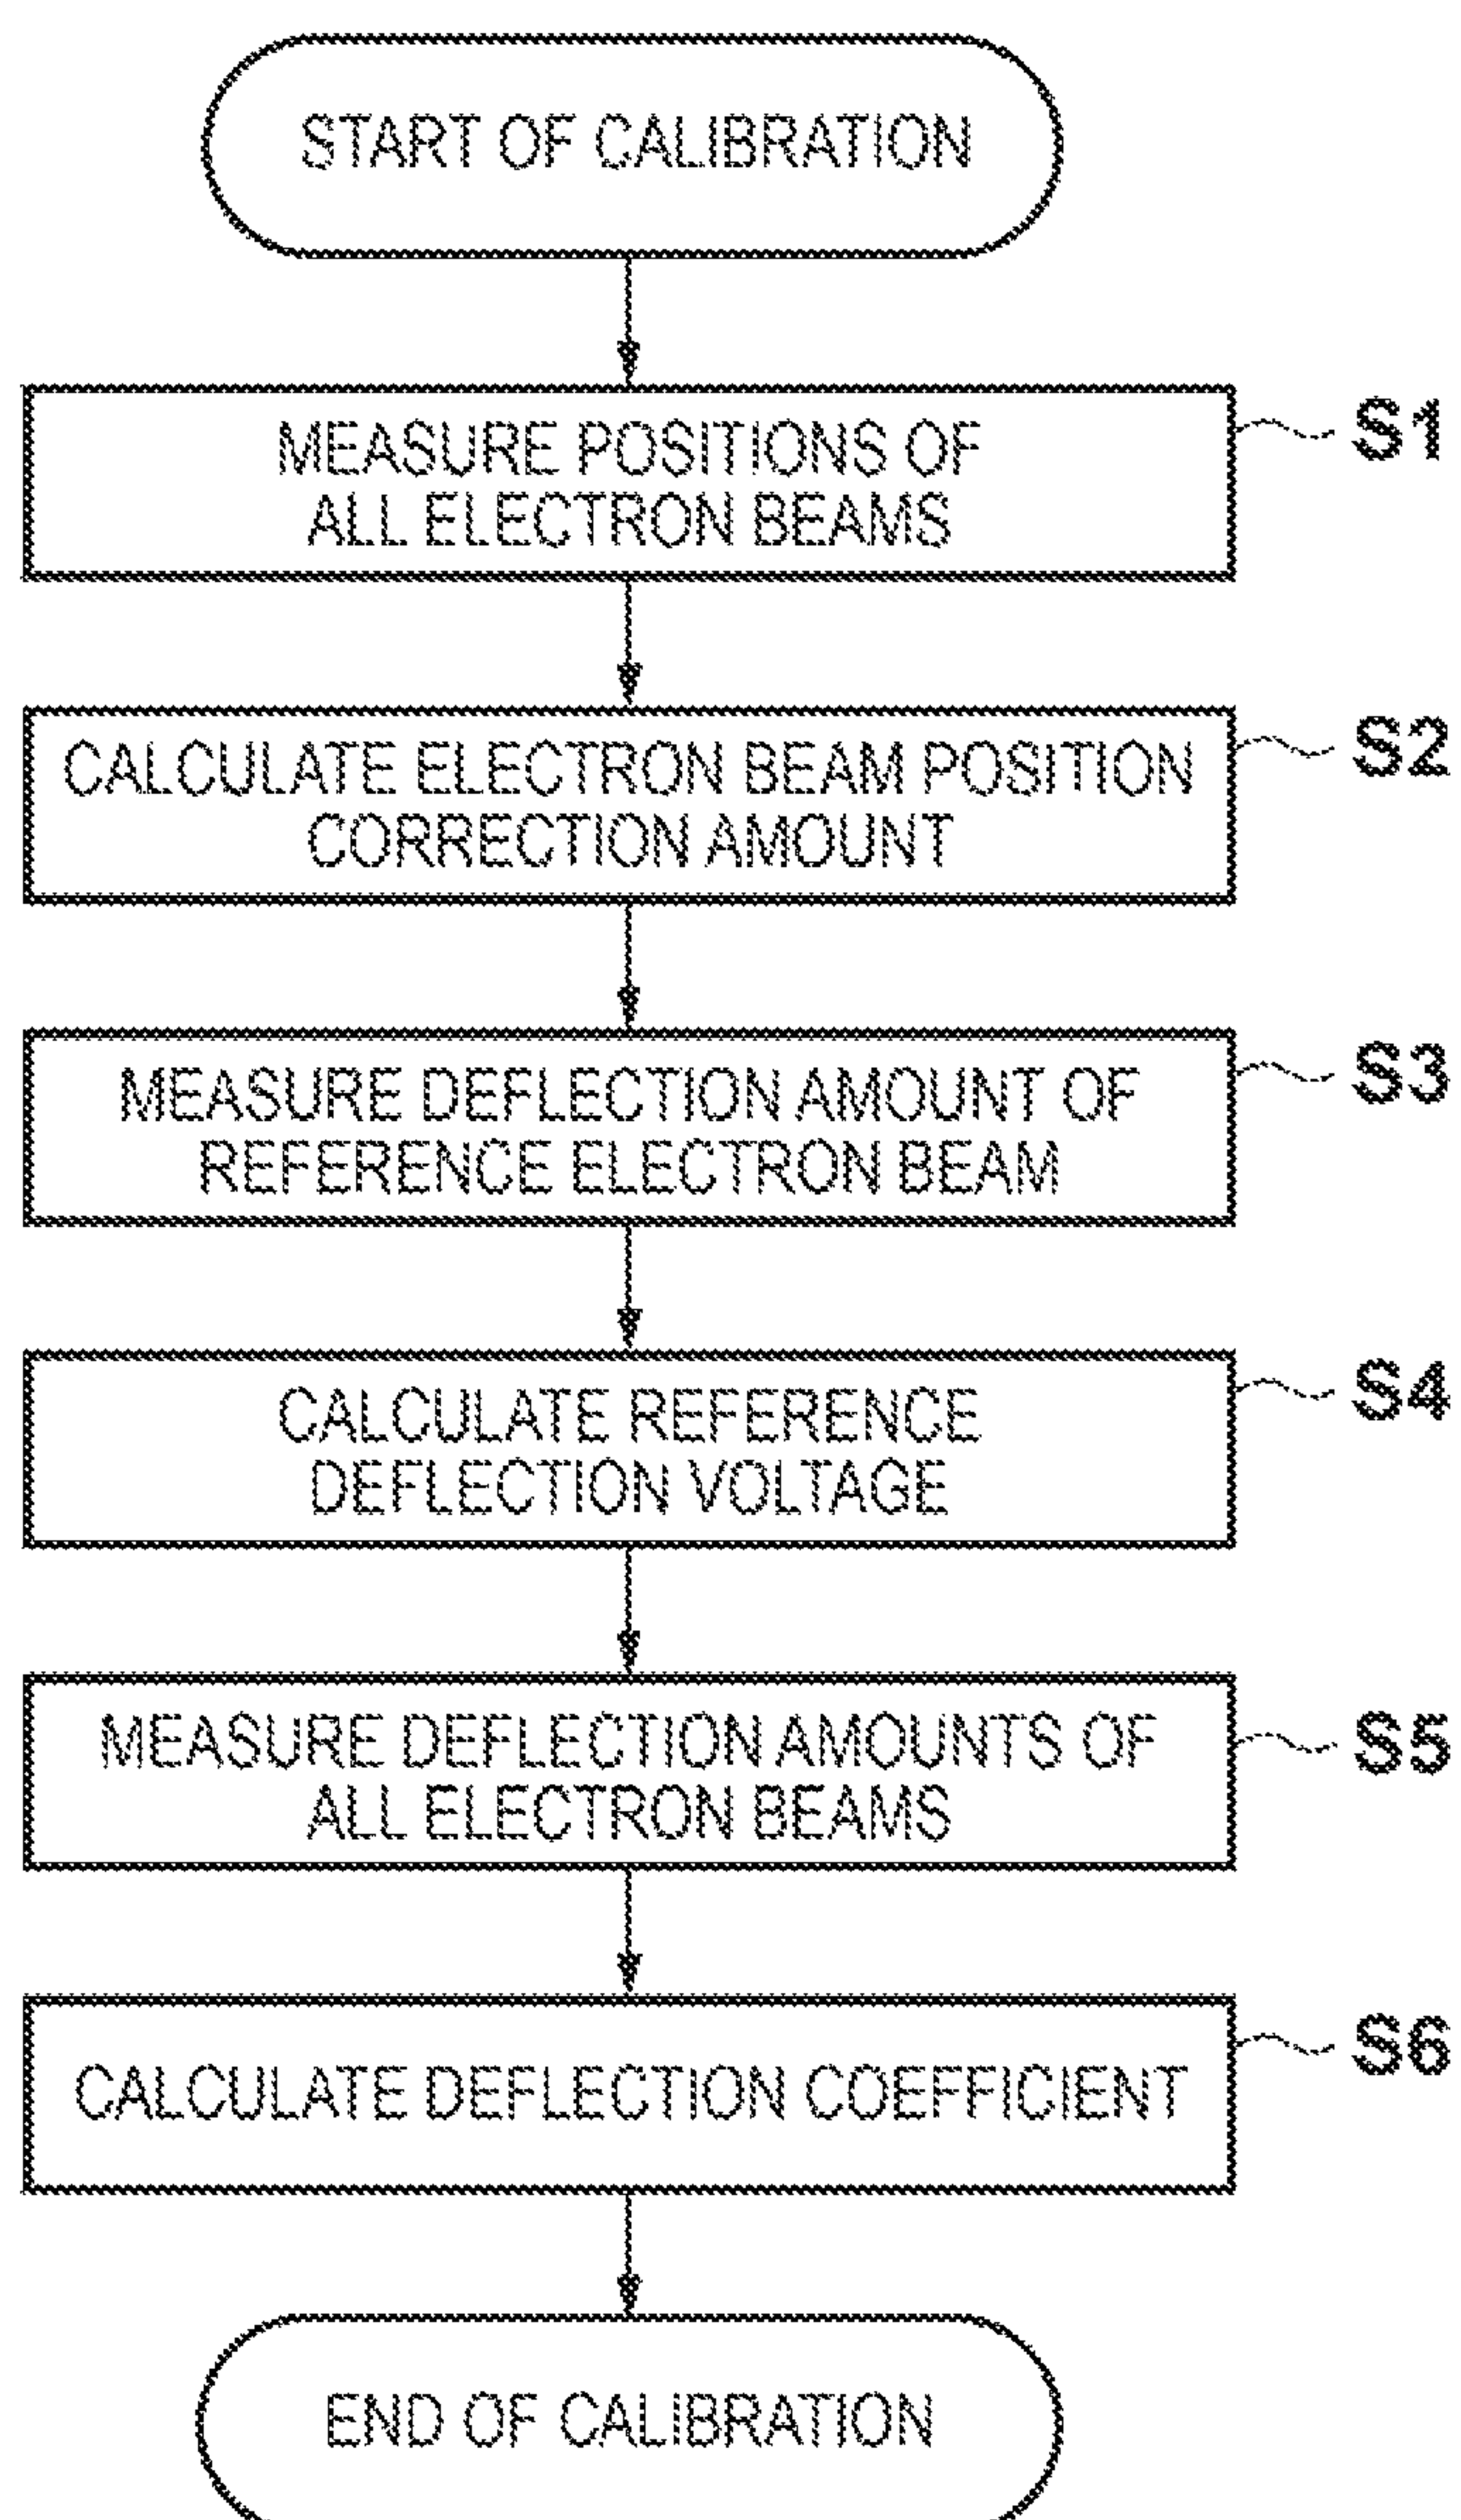 START OF CALIBRATION
MEASURE POSITIONS OF
ALL ELECTRON BEAMS
S1
CALCULATE ELECTRON BEAM POSITION
CORRECTION AMOUNT
S2
MEASURE DEFLECTION AMOUNT OF
REFERENCE ELECTRON BEAM
S3
CALCULATE REFERENCE
DEFLECTION VOLTAGE
S4
MEASURE DEFLECTION AMOUNTS OF
ALL ELECTRON BEAMS
S5
CALCULATE DEFLECTION COEFFICIENT
S6
END OF CALIBRATION